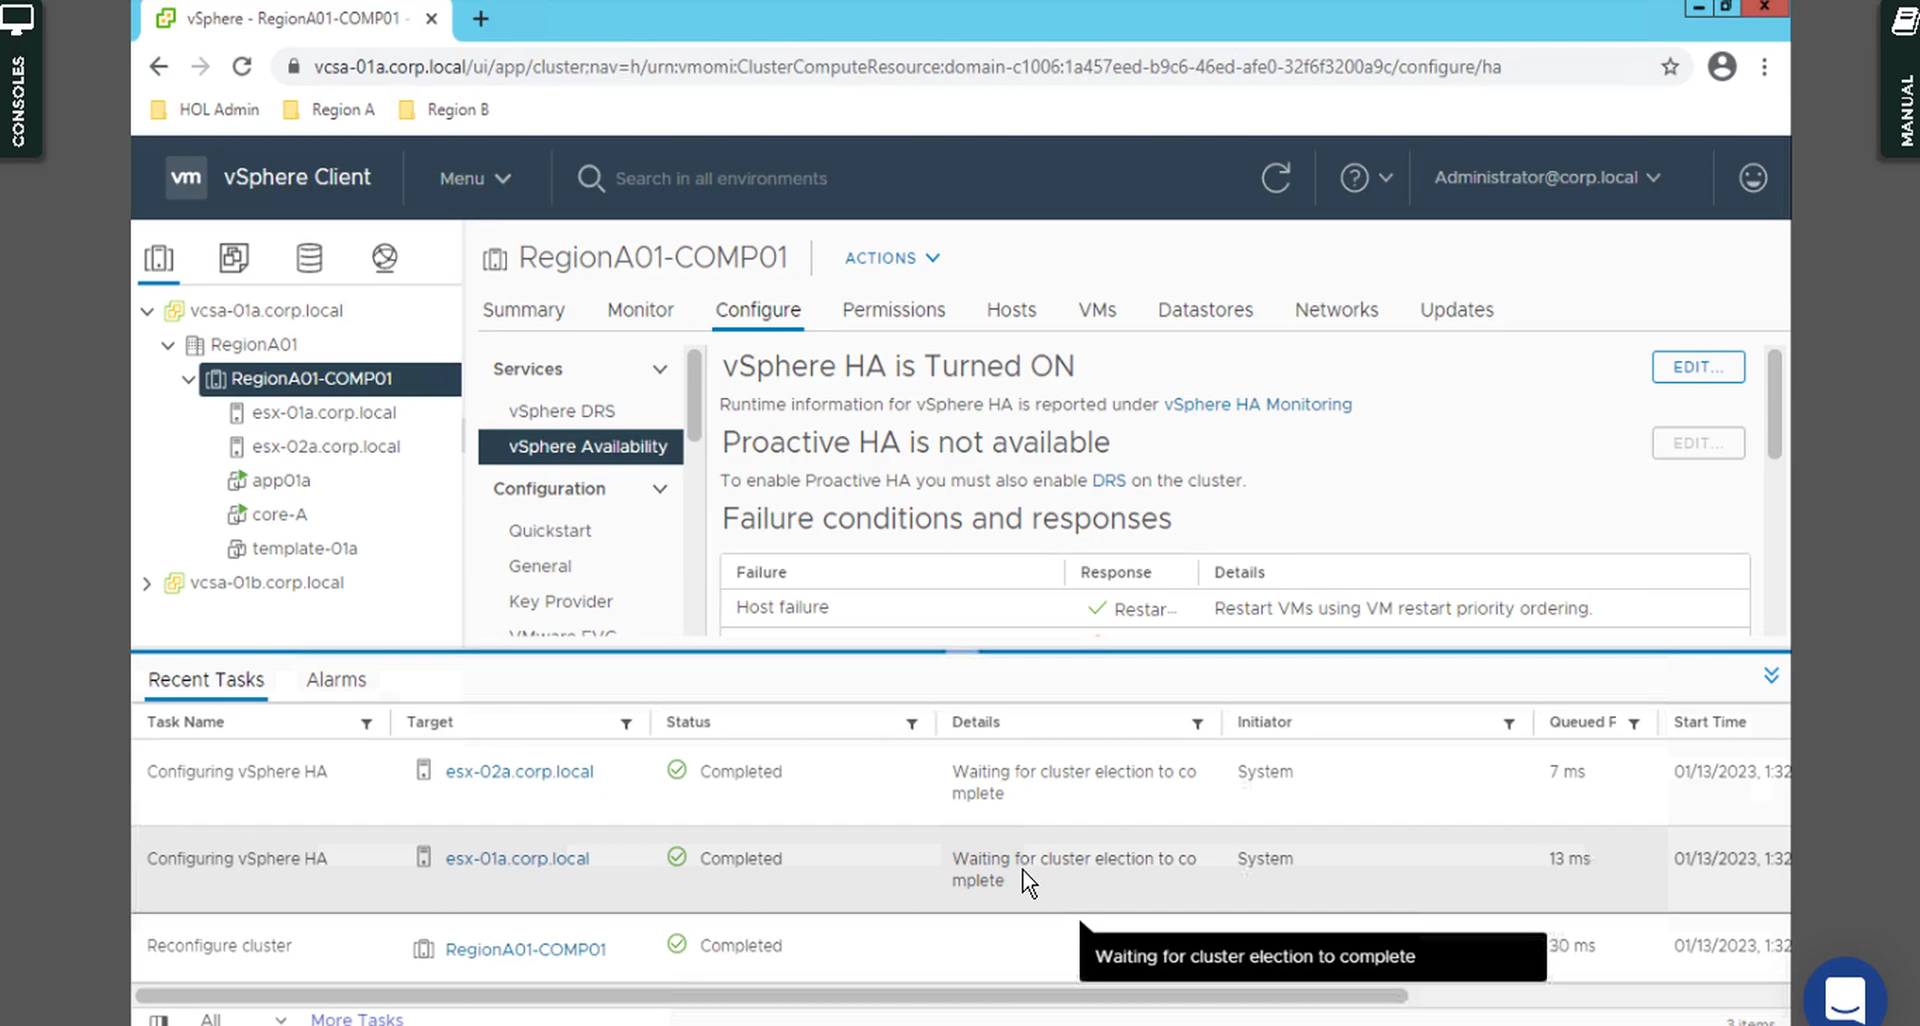 CONSOLES
MANUAL
vSphere - RegionA01-COMP01 -
vcsa-01a.corp.local/ui/app/cluster;nav=h/urn:vmomi:ClusterComputeResource:domain-c1006:1a457eed-b9c6-46ed-afe0-32f6f3200a9c/configure/ha
HOL Admin Region A Region B
vm vSphere Client Menu Search in all environments Administrator@corp.local
RegionA01-COMP01 ACTIONS
Summary Monitor Configure Permissions Hosts VMs Datastores Networks Updates
vcsa-01a.corp.local
RegionA01
RegionA01-COMP01
esx-01a.corp.local
esx-02a.corp.local
app01a
core-A
template-01a
vcsa-01b.corp.local
Services
vSphere DRS
vSphere Availability
Configuration
Quickstart
General
Key Provider
VMware EVC
vSphere HA is Turned ON EDIT...
Runtime information for vSphere HA is reported under vSphere HA Monitoring
Proactive HA is not available EDIT...
To enable Proactive HA you must also enable DRS on the cluster.
Failure conditions and responses
Failure Response Details
Host failure Restar... Restart VMs using VM restart priority ordering.
Recent Tasks Alarms
Task Name Target Status Details Initiator Queued F Start Time
Configuring vSphere HA esx-02a.corp.local Completed Waiting for cluster election to co System 7 ms 01/13/2023, 1:32
mplete
Configuring vSphere HA esx-01a.corp.local Completed Waiting for cluster election to co System 13 ms 01/13/2023, 1:32
mplete
Reconfigure cluster RegionA01-COMP01 Completed 30 ms 01/13/2023, 1:32
Waiting for cluster election to complete
All More Tasks 3 items